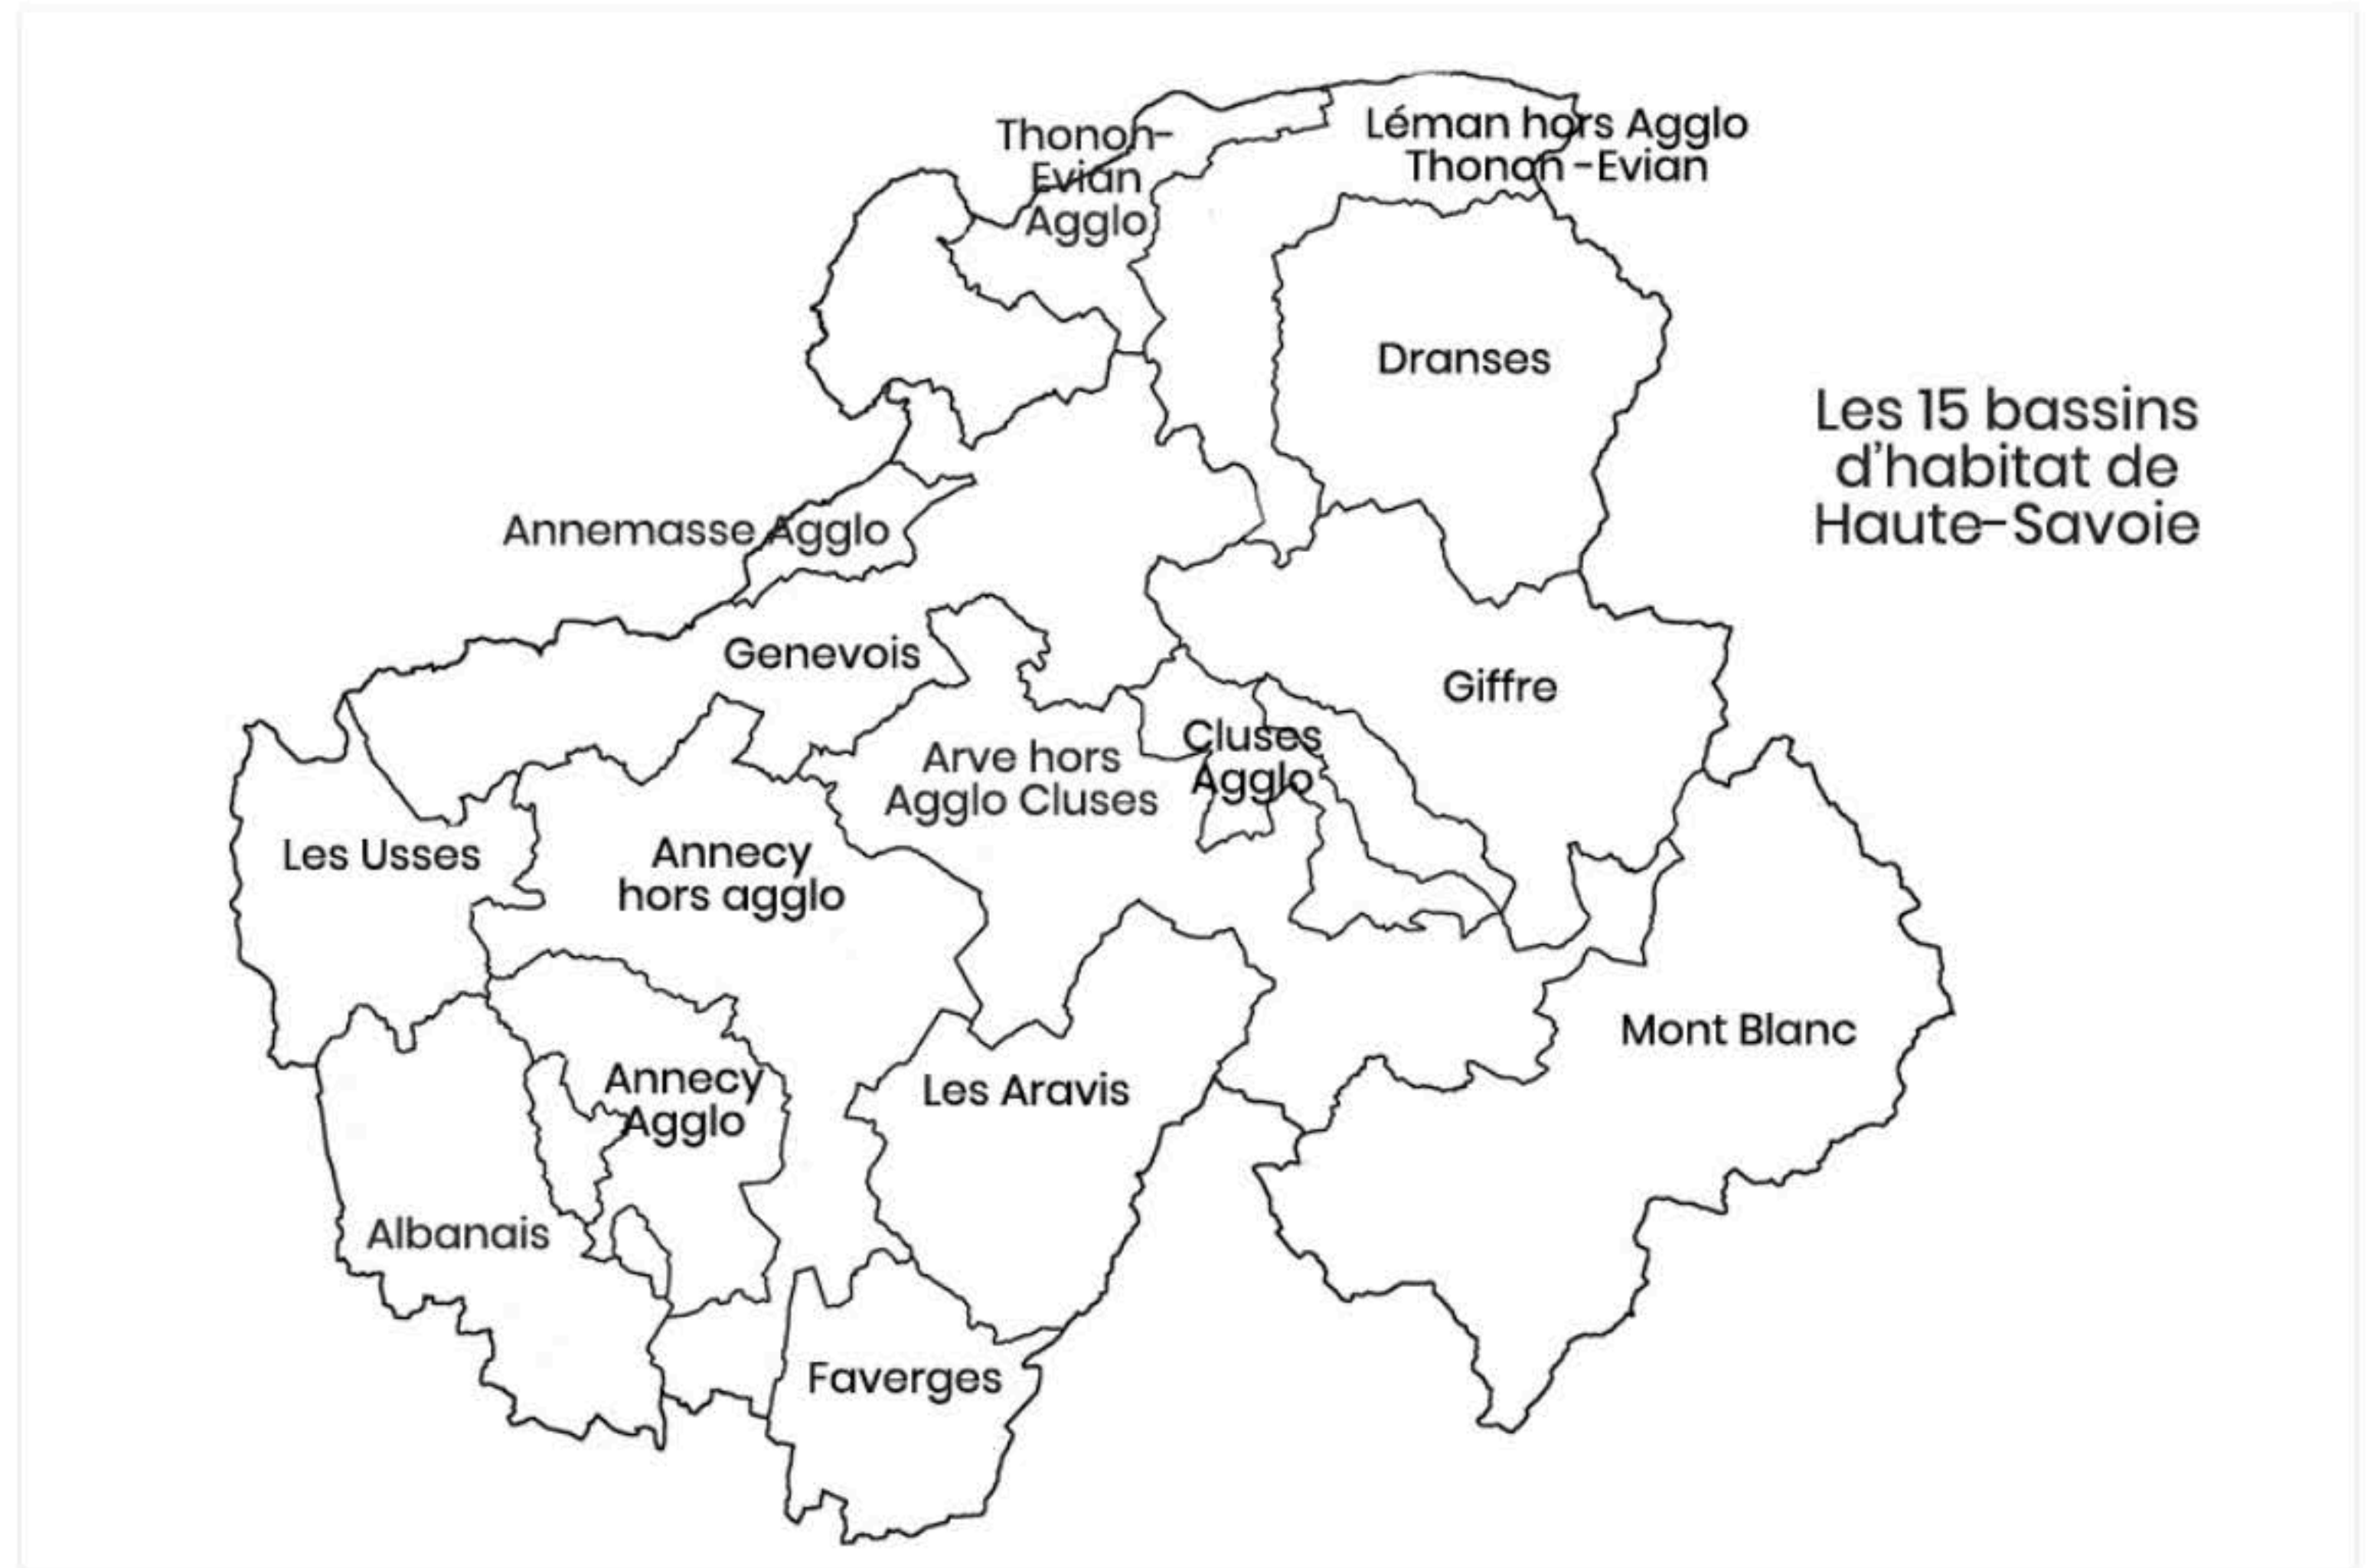 Thonon-
Evian
Agglo
Léman hors Agglo
Thonon -Evian
Dranses
Les 15 bassins
d'habitat de
Haute-Savoie
Annemasse Agglo
Genevois
Giffre
Cluses
Agglo
Arve hors
Agglo Cluses
Les Usses
Annecy
hors agglo
Mont Blanc
Annecy
Agglo
Les Aravis
Albanais
Faverges